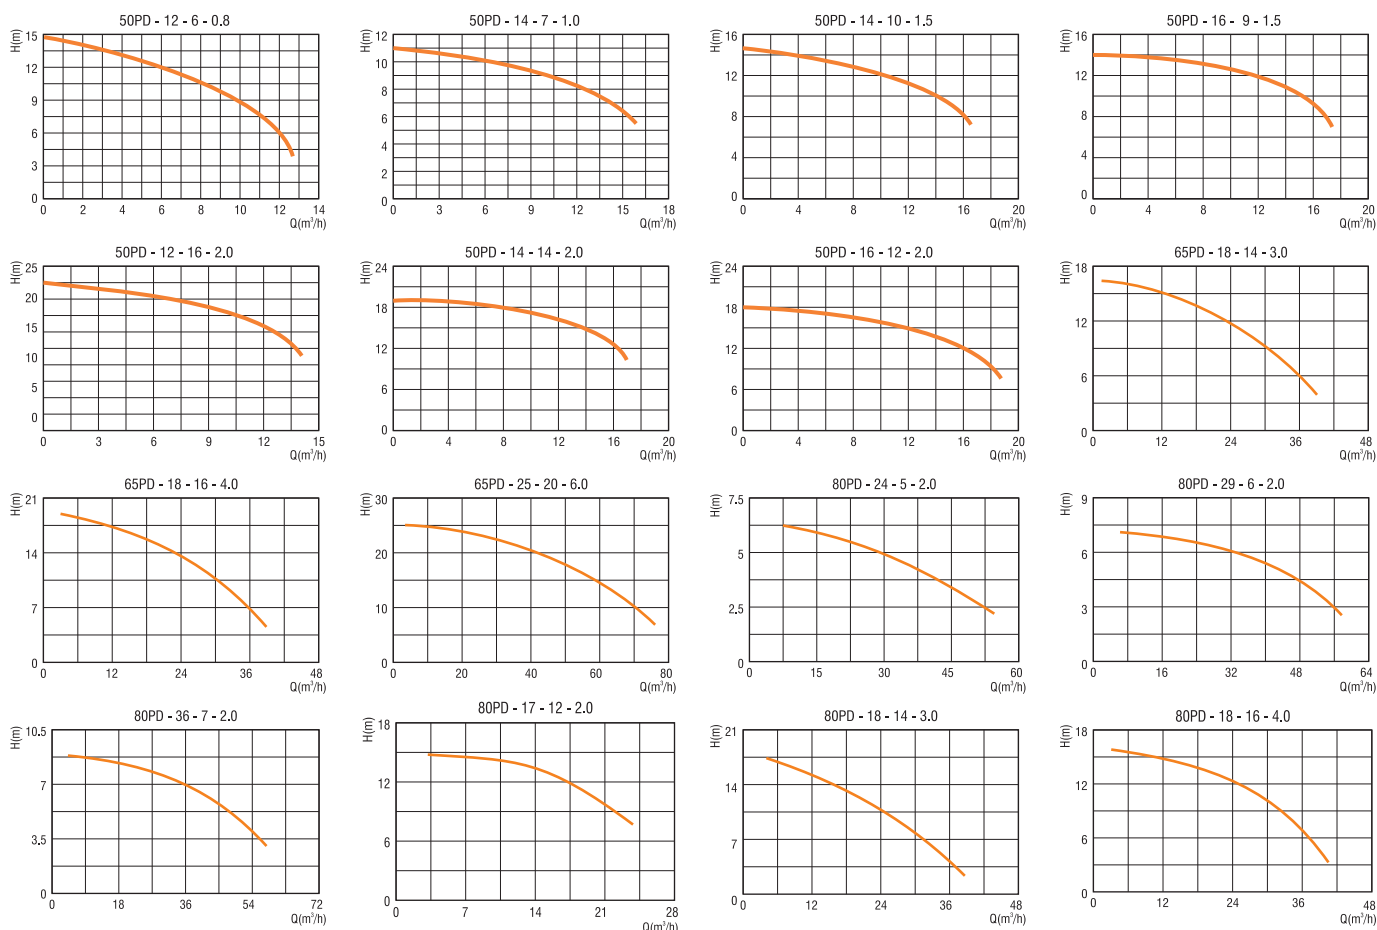 50PD - 12 - 6 - 0.8
H(m)
15
12
9
6
3
0
0 2 4 6 8 10 12 14
Q(m³/h)
50PD - 14 - 7 - 1.0
H(m)
12
10
8
6
4
2
0
0 3 6 9 12 15 18
Q(m³/h)
50PD - 14 - 10 - 1.5
H(m)
16
12
8
4
0
0 4 8 12 16 20
Q(m³/h)
50PD - 16 - 9 - 1.5
H(m)
16
12
8
4
0
0 4 8 12 16 20
Q(m³/h)
50PD - 12 - 16 - 2.0
H(m)
25
20
15
10
5
0
0 3 6 9 12 15
Q(m³/h)
50PD - 14 - 14 - 2.0
H(m)
24
18
12
6
0
0 4 8 12 16 20
Q(m³/h)
50PD - 16 - 12 - 2.0
H(m)
24
18
12
6
0
0 4 8 12 16 20
Q(m³/h)
65PD - 18 - 14 - 3.0
H(m)
18
12
6
0
0 12 24 36 48
Q(m³/h)
65PD - 18 - 16 - 4.0
H(m)
21
14
7
0
0 12 24 36 48
Q(m³/h)
65PD - 25 - 20 - 6.0
H(m)
30
20
10
0
0 20 40 60 80
Q(m³/h)
80PD - 24 - 5 - 2.0
H(m)
7.5
5
2.5
0
0 15 30 45 60
Q(m³/h)
80PD - 29 - 6 - 2.0
H(m)
9
6
3
0
0 16 32 48 64
Q(m³/h)
80PD - 36 - 7 - 2.0
H(m)
10.5
7
3.5
0
0 18 36 54 72
Q(m³/h)
80PD - 17 - 12 - 2.0
H(m)
18
12
6
0
0 7 14 21 28
Q(m³/h)
80PD - 18 - 14 - 3.0
H(m)
21
14
7
0
0 12 24 36 48
Q(m³/h)
80PD - 18 - 16 - 4.0
H(m)
18
12
6
0
0 12 24 36 48
Q(m³/h)